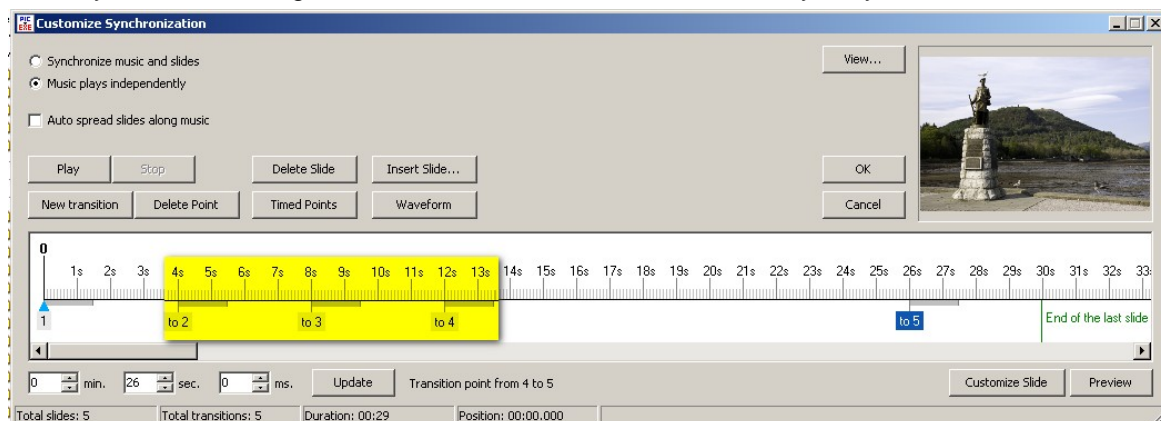 PIC EXE Customize Synchronization
Synchronize music and slides
Music plays independently
Auto spread slides along music
View...
Play Stop Delete Slide Insert Slide... OK
New transition Delete Point Timed Points Waveform Cancel
0
1s 2s 3s 4s 5s 6s 7s 8s 9s 10s 11s 12s 13s 14s 15s 16s 17s 18s 19s 20s 21s 22s 23s 24s 25s 26s 27s 28s 29s 30s 31s 32s 33
1 to 2 to 3 to 4 to 5 End of the last slide
0 min. 26 sec. 0 ms. Update Transition point from 4 to 5 Customize Slide Preview
Total slides: 5 Total transitions: 5 Duration: 00:29 Position: 00:00.000